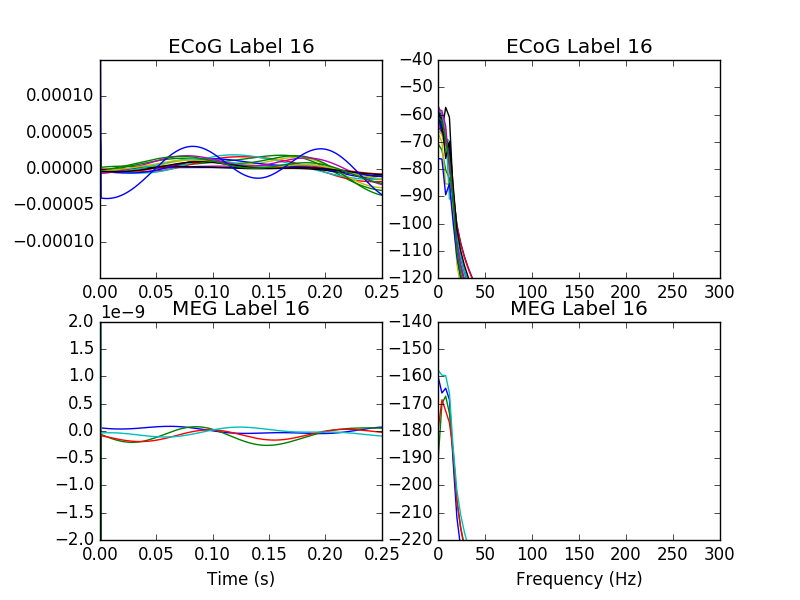 ECoG Label 16
0.00010
0.00005
0.00000
−0.00005
−0.00010
0.00 0.05 0.10 0.15 0.20 0.25
ECoG Label 16
−40
−50
−60
−70
−80
−90
−100
−110
−120
0 50 100 150 200 250 300
1e−9
MEG Label 16
2.0
1.5
1.0
0.5
0.0
−0.5
−1.0
−1.5
−2.0
0.00 0.05 0.10 0.15 0.20 0.25
Time (s)
MEG Label 16
−140
−150
−160
−170
−180
−190
−200
−210
−220
0 50 100 150 200 250 300
Frequency (Hz)